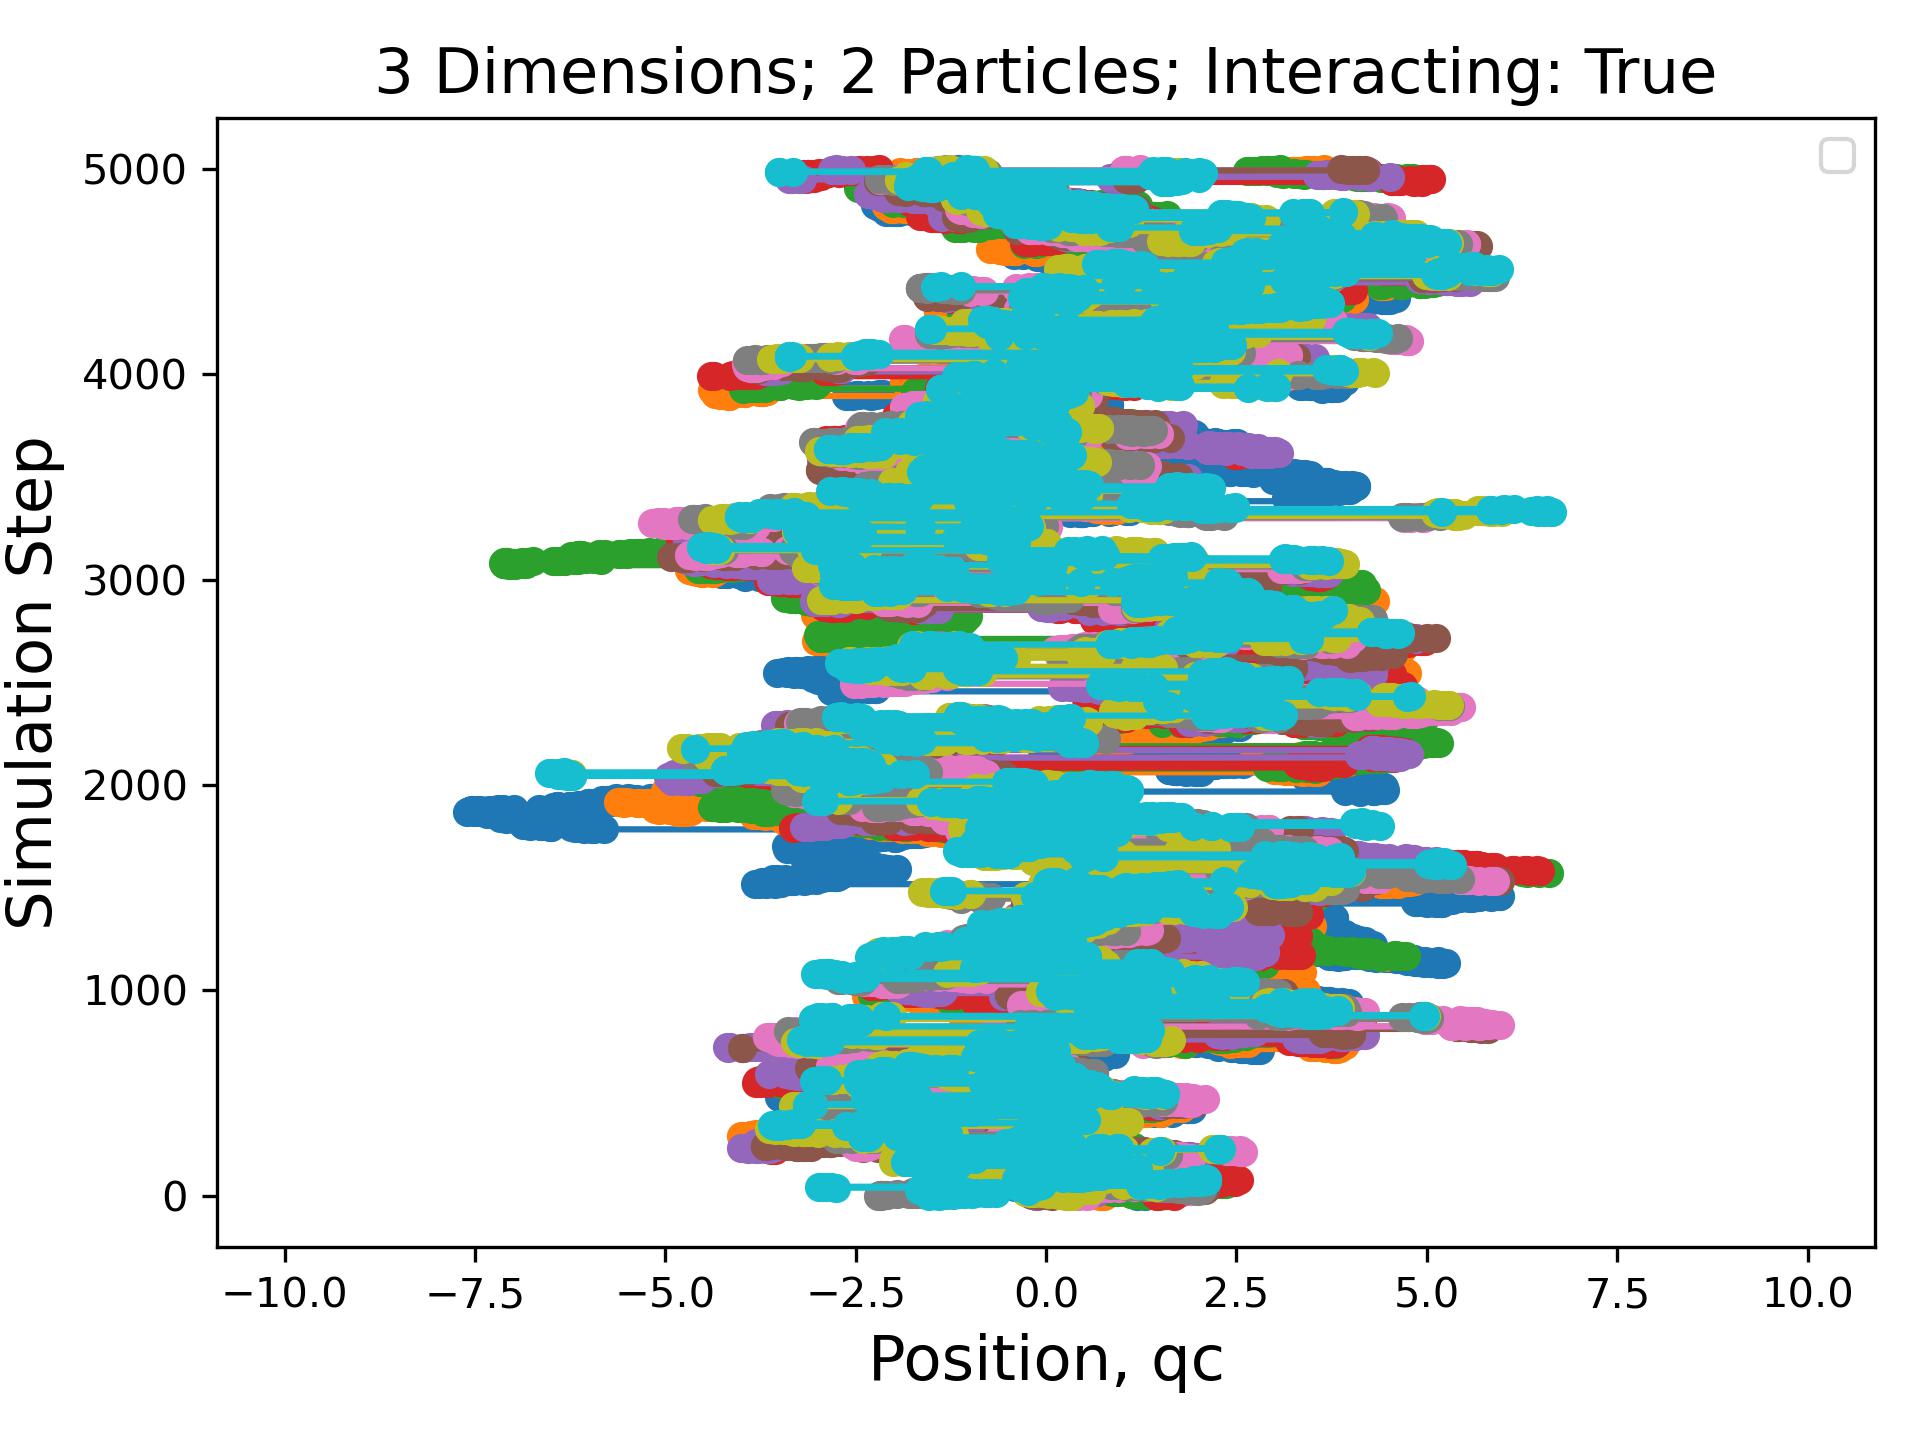 3 Dimensions; 2 Particles; Interacting: True
Simulation Step
5000
4000
3000
2000
1000
0
−10.0 −7.5 −5.0 −2.5 0.0 2.5 5.0 7.5 10.0
Position, qc